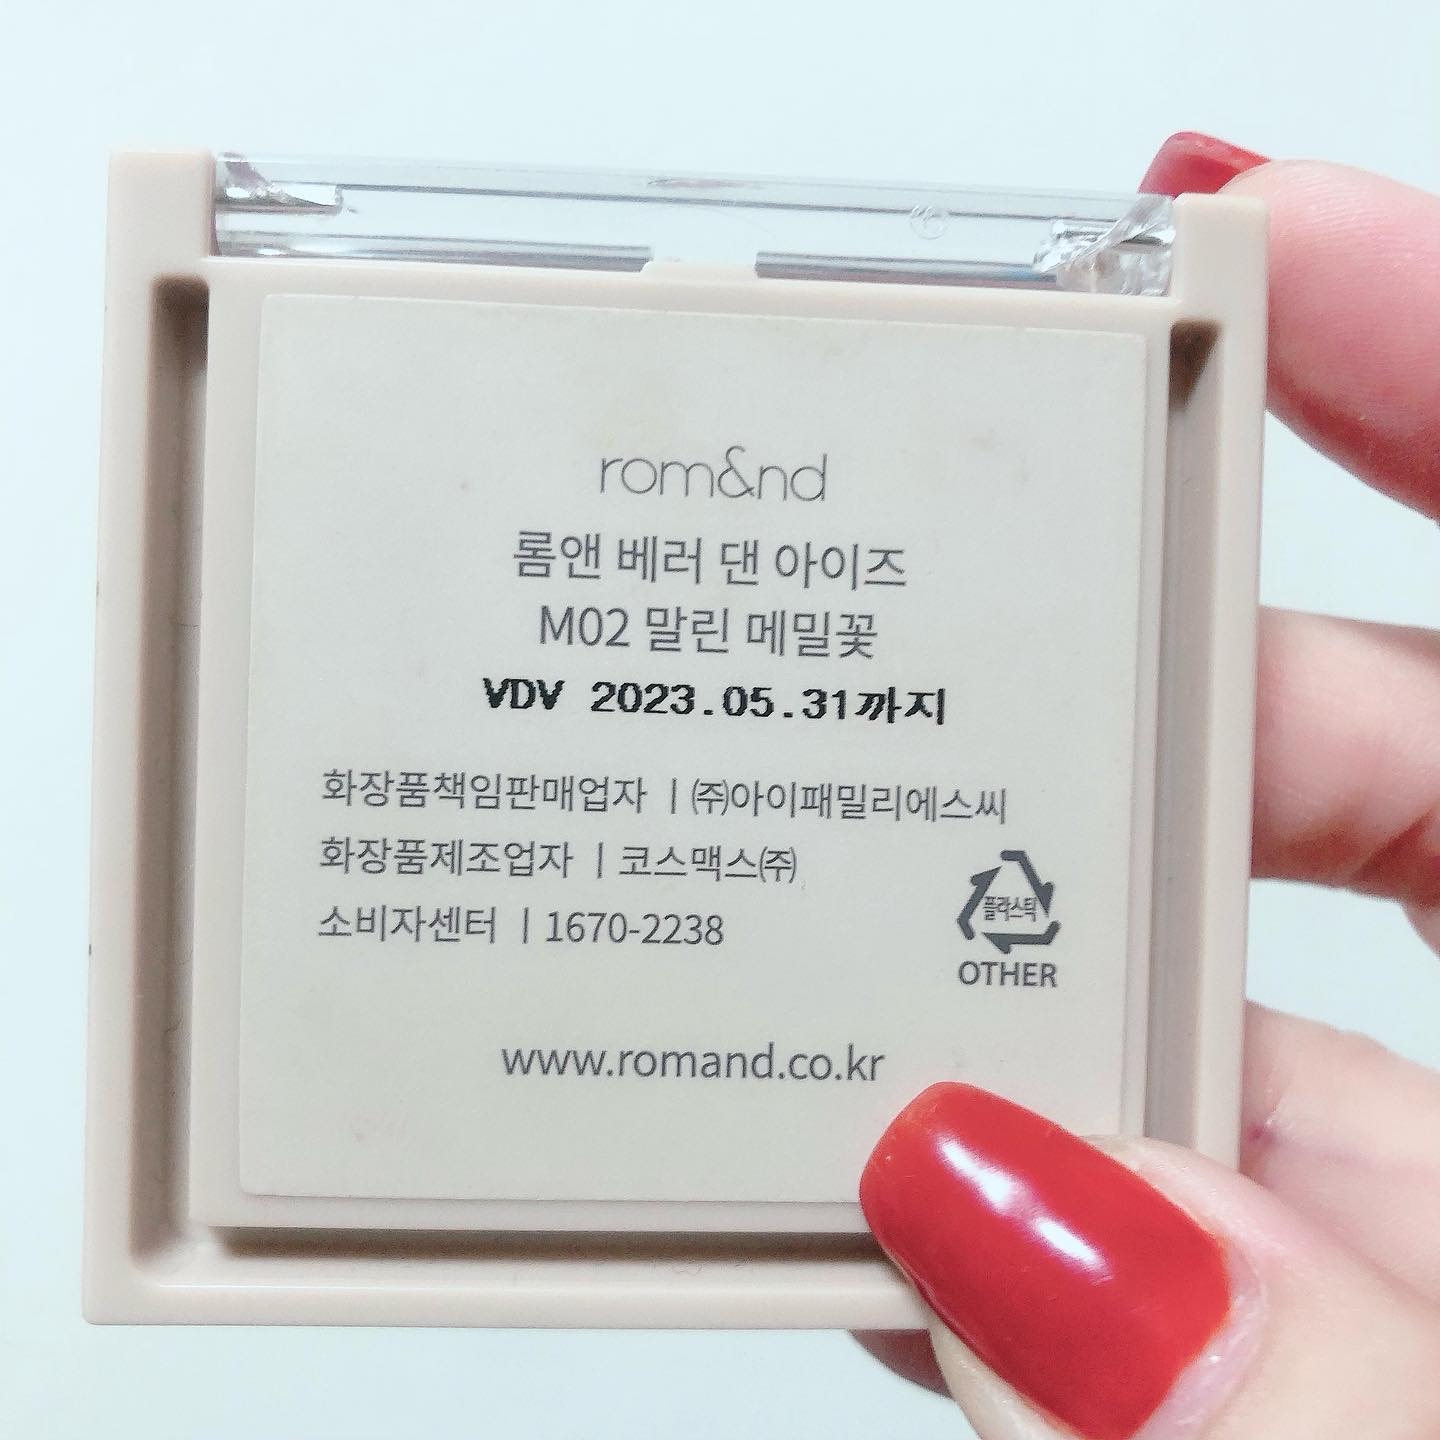 rom&nd
롬앤 베러 댄 아이즈
M02 말린 메밀꽃
VDV 2023.05.31까지
화장품책임판매업자 ㅣ㈜아이패밀리에스씨
화장품제조업자 ㅣ코스맥스㈜
소비자센터 ㅣ1670-2238
플라스틱
OTHER
www.romand.co.kr